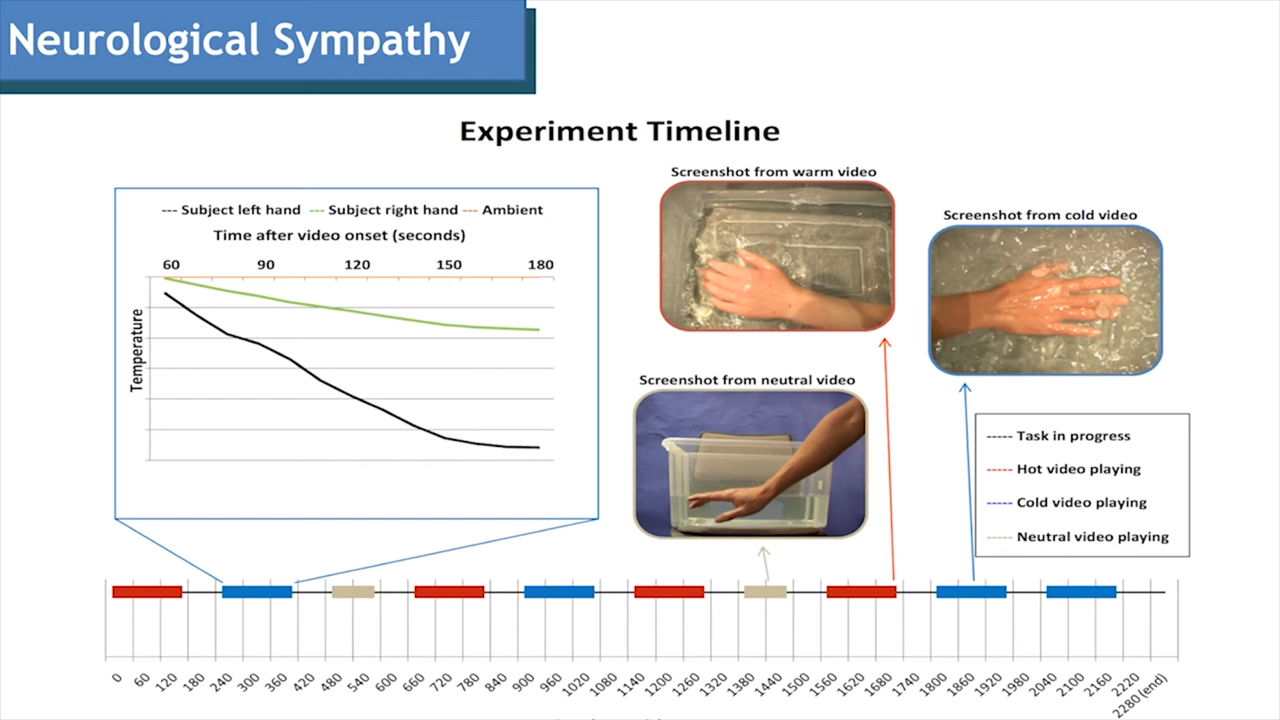 Neurological Sympathy
Experiment Timeline
Screenshot from warm video
Screenshot from cold video
--- Subject left hand --- Subject right hand --- Ambient
Time after video onset (seconds)
60 90 120 150 180
Temperature
Screenshot from neutral video
----- Task in progress
----- Hot video playing
----- Cold video playing
----- Neutral video playing
0 60 120 180 240 300 360 420 480 540 600 660 720 780 840 900 960 1020 1080 1140 1200 1260 1320 1380 1440 1500 1560 1620 1680 1740 1800 1860 1920 1980 2040 2100 2160 2220 2280(end)